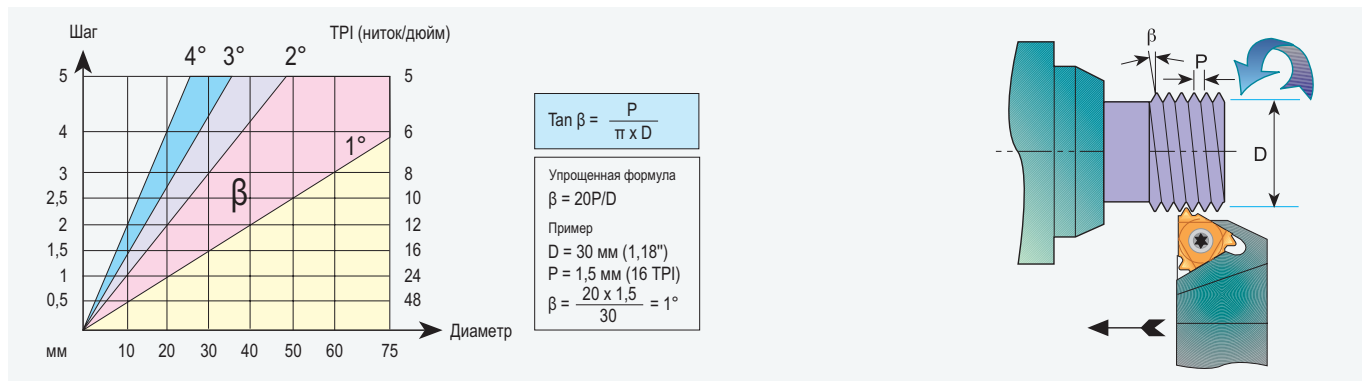 Шаг
TPI (ниток/дюйм)
4° 3° 2°
5 5
4 6
1°
3 8
2,5 β 10
2 12
1,5 16
1 24
0,5 48
Диаметр
мм 10 20 30 40 50 60 75
Tan β = P / π x D
Упрощенная формула
β = 20P/D
Пример
D = 30 мм (1,18")
P = 1,5 мм (16 TPI)
β = 20 x 1,5 / 30 = 1°
β
P
D